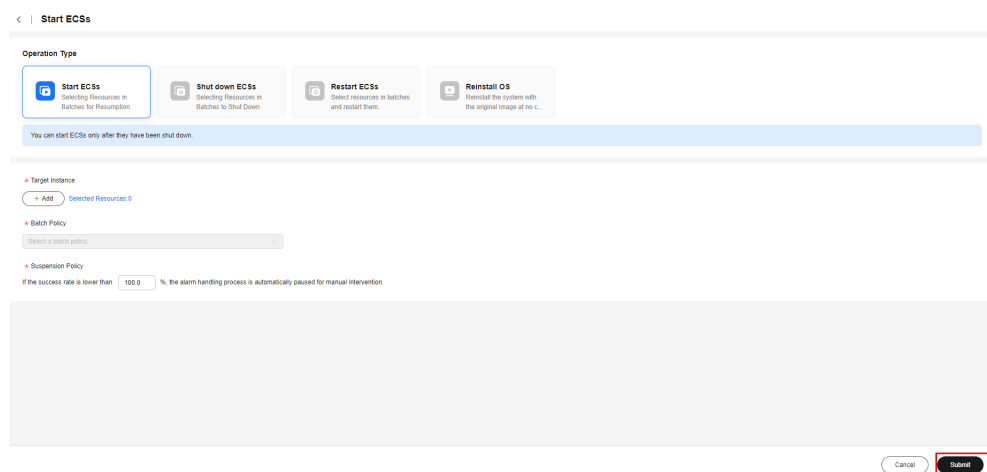 < | Start ECSs
Operation Type
Start ECSs
Selecting Resources in
Batches for Resumption
Shut down ECSs
Selecting Resources in
Batches to Shut Down
Restart ECSs
Select resources in batches
and restart them.
Reinstall OS
Reinstall the system with
the original image at no c...
You can start ECSs only after they have been shut down.
* Target Instance
+ Add Selected Resources:0
* Batch Policy
Select a batch policy.
* Suspension Policy
If the success rate is lower than 100.0 %, the alarm handling process is automatically paused for manual intervention.
Cancel Submit